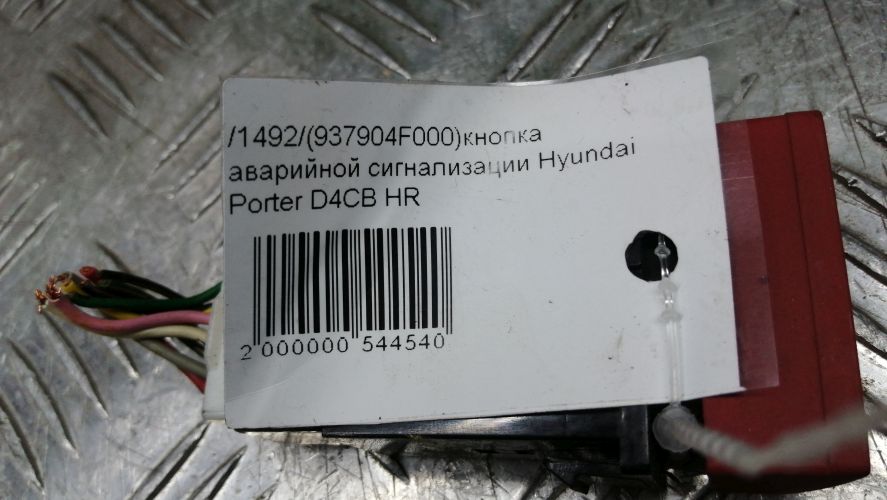 /1492/(937904F000)кнопка
аварийной сигнализации Hyundai
Porter D4CB HR
2 000000 544540